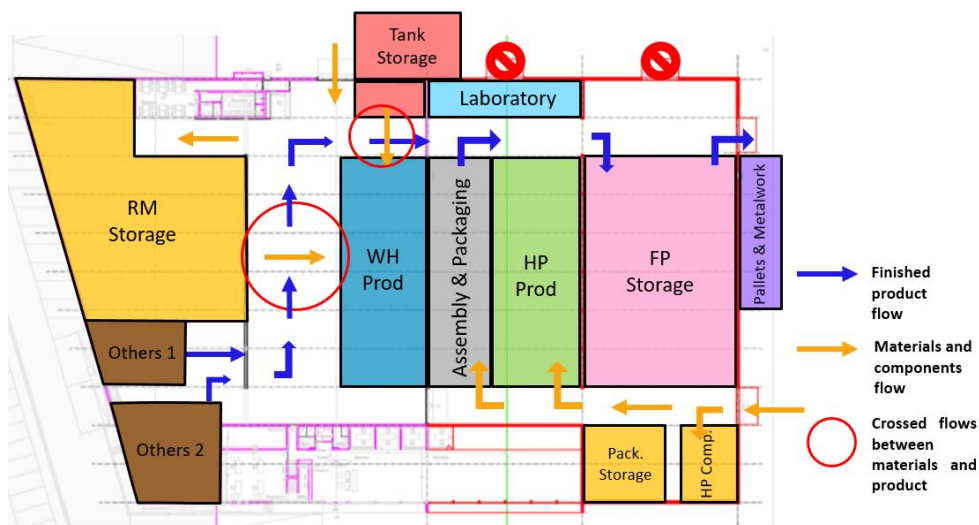 Tank
Storage
Laboratory
RM
Storage
WH
Prod
Assembly & Packaging
HP
Prod
FP
Storage
Pallets & Metalwork
Others 1
Others 2
Pack.
Storage
HP Comp.
Finished
product
flow
Materials and
components
flow
Crossed flows
between
materials and
product